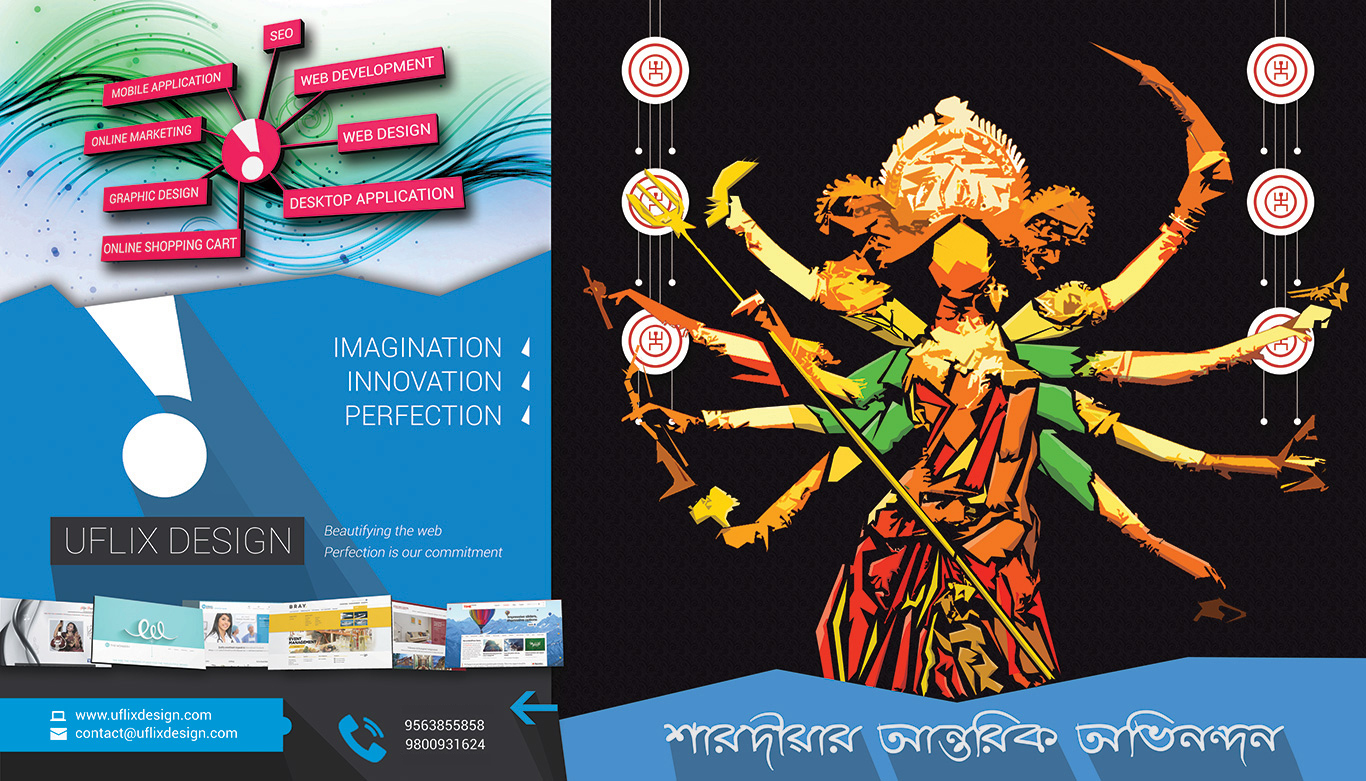 SEO
WEB DEVELOPMENT
MOBILE APPLICATION
ONLINE MARKETING
WEB DESIGN
GRAPHIC DESIGN
DESKTOP APPLICATION
ONLINE SHOPPING CART
IMAGINATION
INNOVATION
PERFECTION
UFLIX DESIGN
Beautifying the web
Perfection is our commitment
BRAY
www.uflixdesign.com
contact@uflixdesign.com
9563855858
9800931624
শারদীৱার আন্তরিক অভিনন্দন